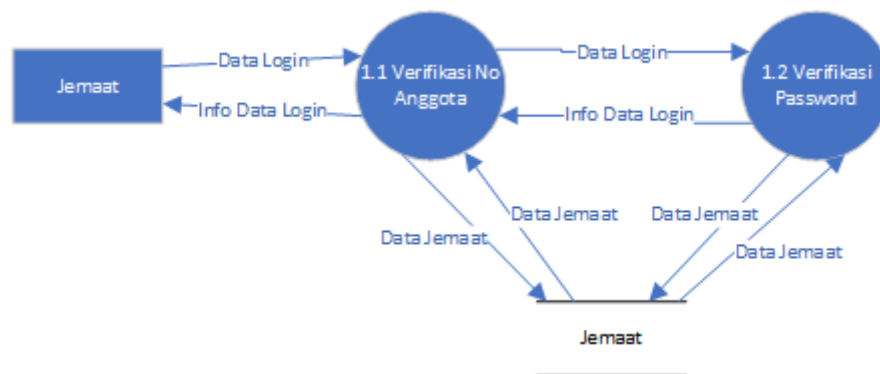 Data Login
1.1 Verifikasi No
Anggota
Data Login
1.2 Verifikasi
Password
Jemaat
Info Data Login
Info Data Login
Data Jemaat
Data Jemaat
Data Jemaat
Data Jemaat
Jemaat